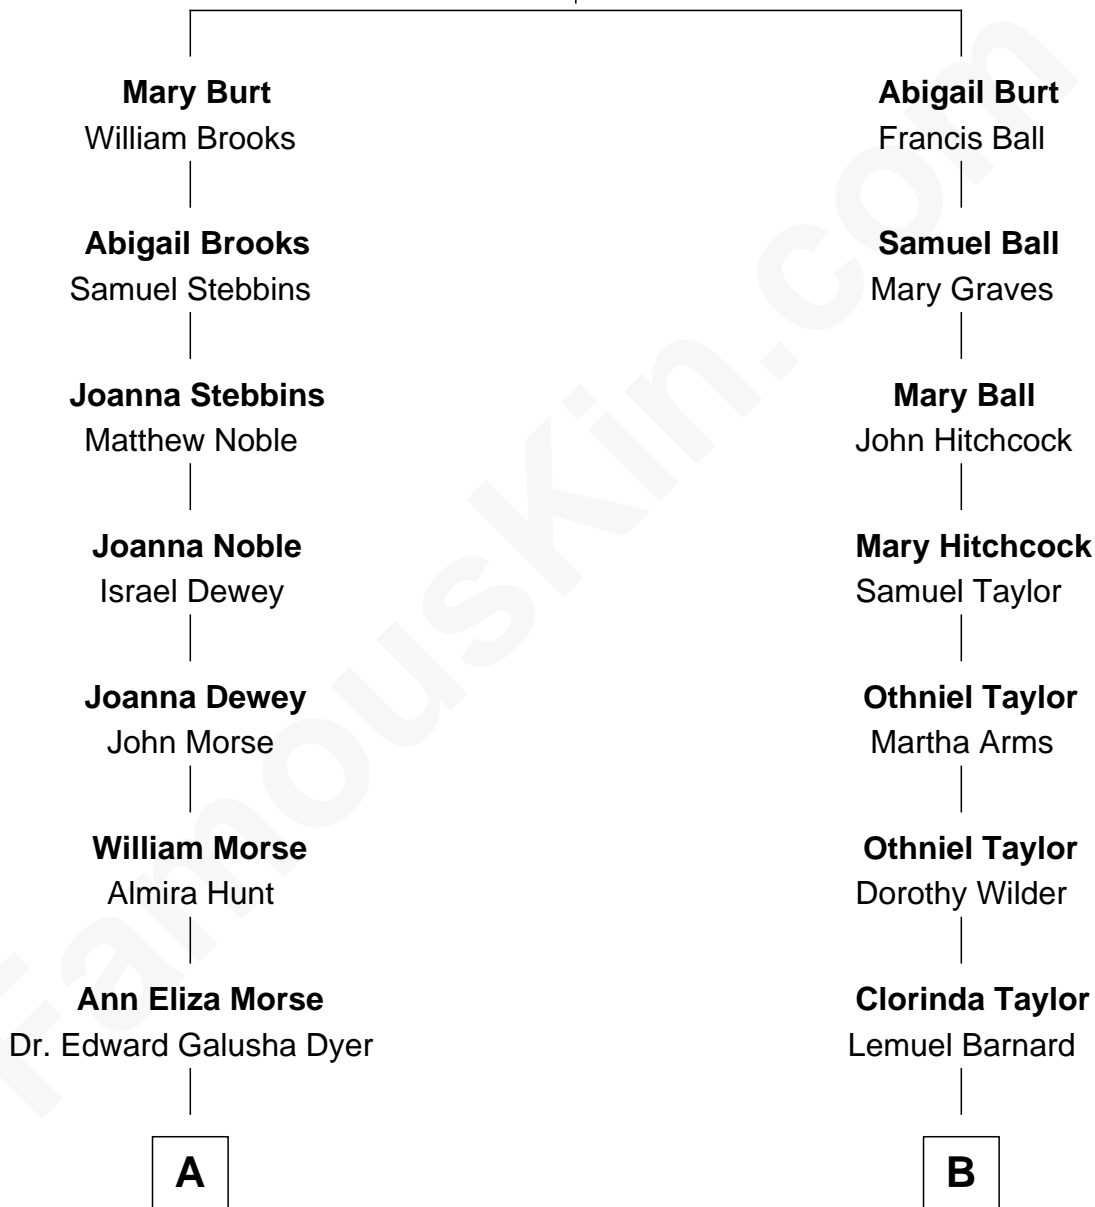 Mary Burt
William Brooks
Abigail Brooks
Samuel Stebbins
Joanna Stebbins
Matthew Noble
Joanna Noble
Israel Dewey
Joanna Dewey
John Morse
William Morse
Almira Hunt
Ann Eliza Morse
Dr. Edward Galusha Dyer
A
Abigail Burt
Francis Ball
Samuel Ball
Mary Graves
Mary Ball
John Hitchcock
Mary Hitchcock
Samuel Taylor
Othniel Taylor
Martha Arms
Othniel Taylor
Dorothy Wilder
Clorinda Taylor
Lemuel Barnard
B
FamousKin.com